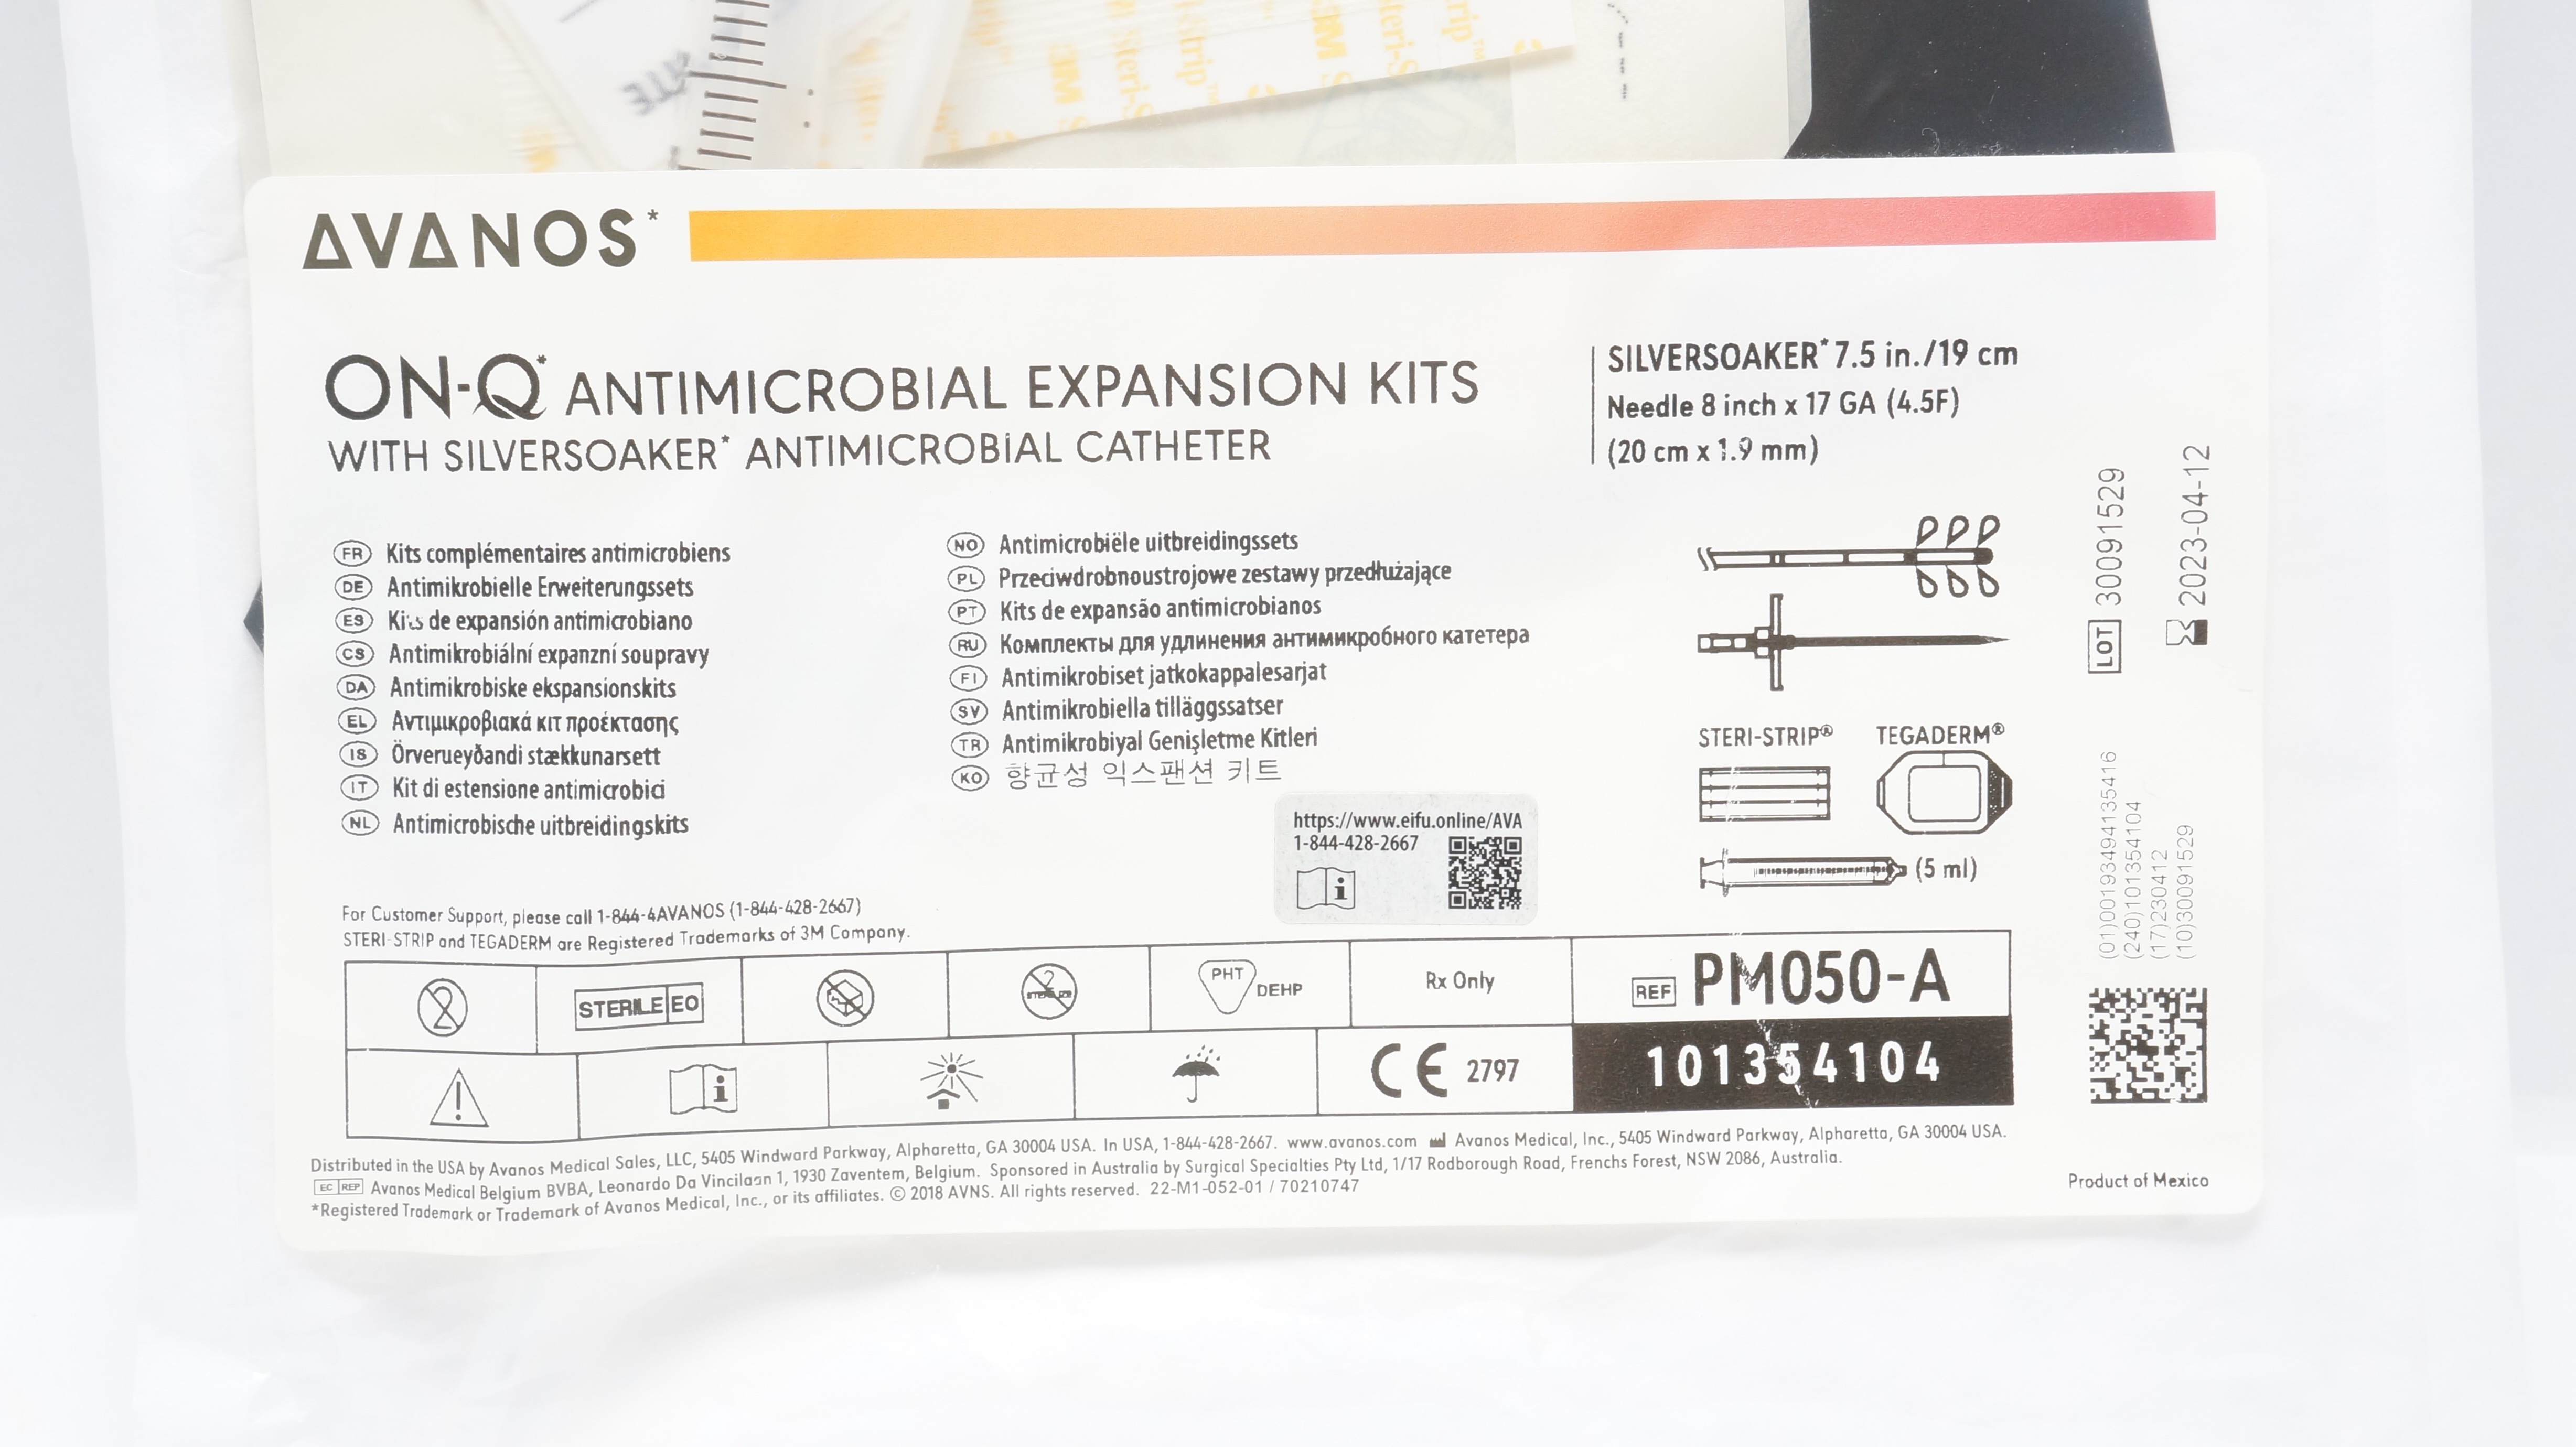 AVANOS*
ON-Q* ANTIMICROBIAL EXPANSION KITS
WITH SILVERSOAKER* ANTIMICROBIAL CATHETER
SILVERSOAKER* 7.5 in./19 cm
Needle 8 inch x 17 GA (4.5F)
(20 cm x 1.9 mm)
FR Kits complémentaires antimicrobiens
DE Antimikrobielle Erweiterungssets
ES Kits de expansión antimicrobiano
CS Antimikrobiální expanzní soupravy
DA Antimikrobiske ekspansionskits
EL Αντιμικροβιακά κιτ προέκτασης
IS Örverueyðandi stækkunarsett
IT Kit di estensione antimicrobici
NL Antimicrobische uitbreidingskits
NO Antimicrobiële uitbreidingssets
PL Przeciwdrobnoustrojowe zestawy przedłużające
PT Kits de expansão antimicrobianos
RU Комплекты для удлинения антимикробного катетера
FI Antimikrobiset jatkokappalesarjat
SV Antimikrobiella tilläggssatser
TR Antimikrobiyal Genişletme Kitleri
KO 향균성 익스팬션 키트
https://www.eifu.online/AVA
1-844-428-2667
STERI-STRIP® TEGADERM®
(5 ml)
LOT 30091529
2023-04-12
(01)00193494135416
(240)101354104
(17)230412
(10)30091529
For Customer Support, please call 1-844-4AVANOS (1-844-428-2667)
STERI-STRIP and TEGADERM are Registered Trademarks of 3M Company.
2 STERILE EO PHT DEHP Rx Only
REF PM050-A
CE 2797
101354104
Distributed in the USA by Avanos Medical Sales, LLC, 5405 Windward Parkway, Alpharetta, GA 30004 USA. In USA, 1-844-428-2667. www.avanos.com Avanos Medical, Inc., 5405 Windward Parkway, Alpharetta, GA 30004 USA.
EC REP Avanos Medical Belgium BVBA, Leonardo Da Vincilaan 1, 1930 Zaventem, Belgium. Sponsored in Australia by Surgical Specialties Pty Ltd, 1/17 Rodborough Road, Frenchs Forest, NSW 2086, Australia.
*Registered Trademark or Trademark of Avanos Medical, Inc., or its affiliates. © 2018 AVNS. All rights reserved. 22-M1-052-01 / 70210747
Product of Mexico